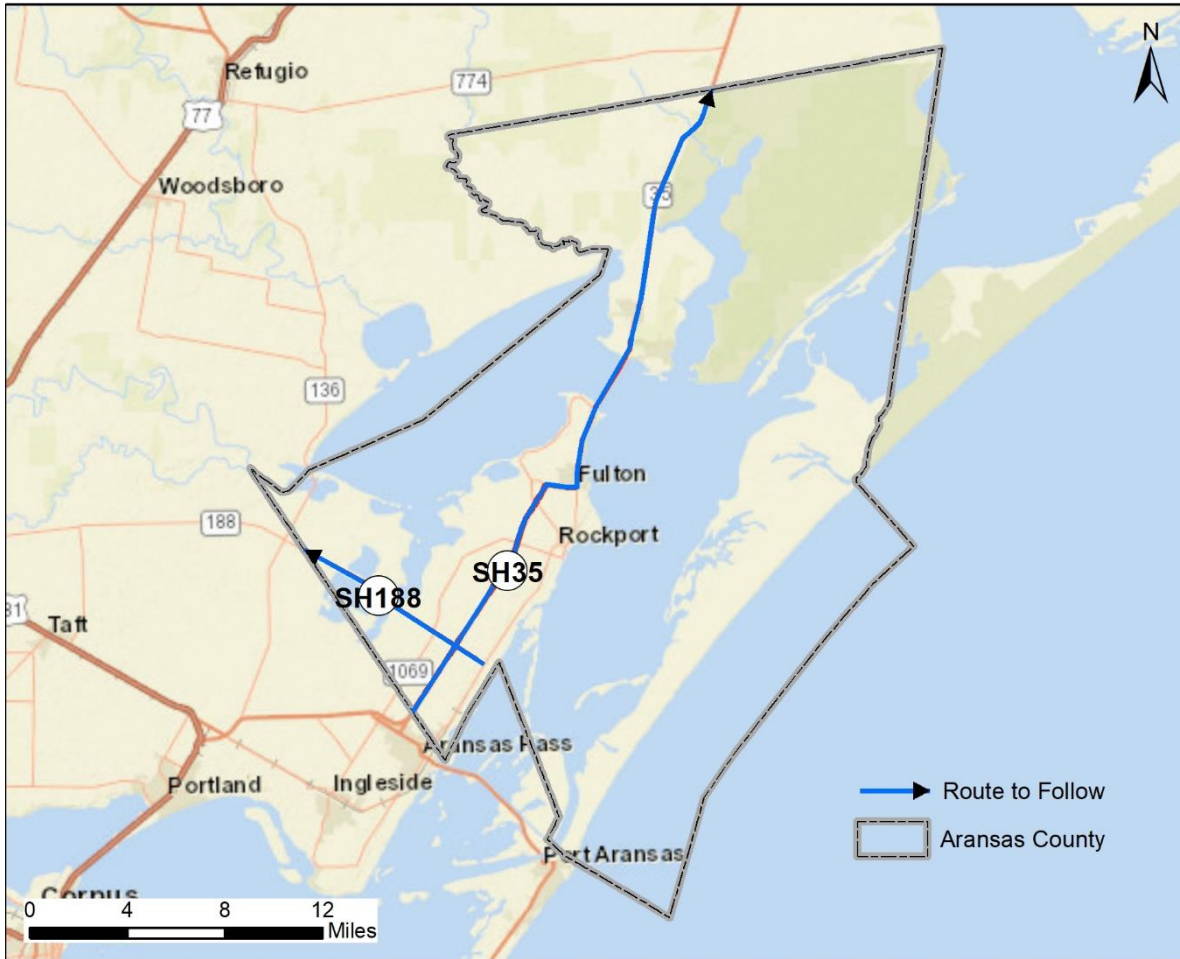 N
Refugio
774
77
Woodsboro
35
136
Fulton
188
Rockport
SH35
SH188
Taft
1069
Aransas Pass
Ingleside
Portland
Route to Follow
Aransas County
Port Aransas
Corpus
0 4 8 12
Miles